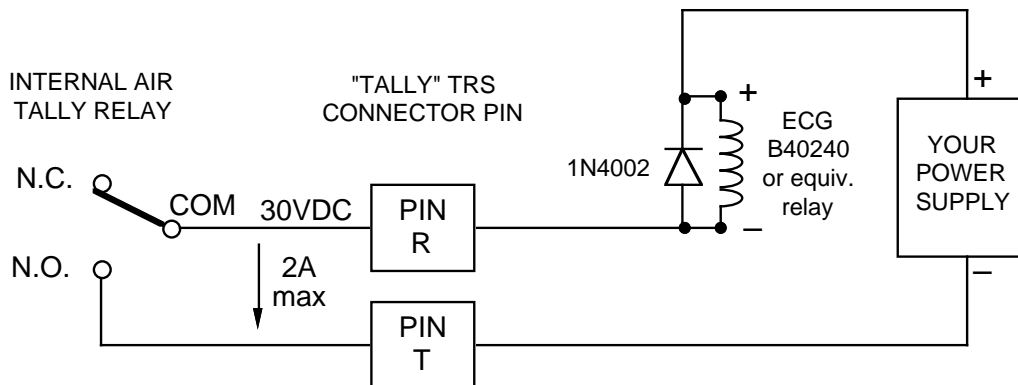 INTERNAL AIR
TALLY RELAY
"TALLY" TRS
CONNECTOR PIN
N.C.
COM
30VDC
N.O.
2A
max
PIN
R
PIN
T
1N4002
+
–
ECG
B40240
or equiv.
relay
+
YOUR
POWER
SUPPLY
–